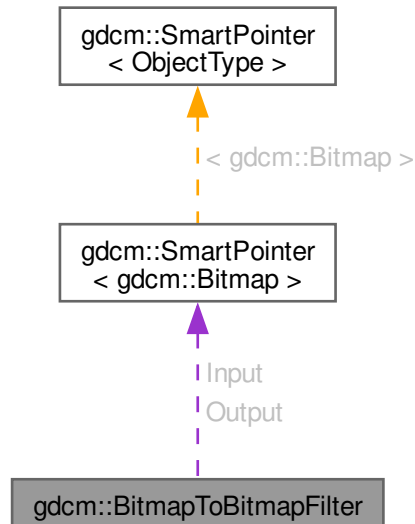 gdcm::SmartPointer
< ObjectType >
< gdcm::Bitmap >
gdcm::SmartPointer
< gdcm::Bitmap >
Input
Output
gdcm::BitmapToBitmapFilter